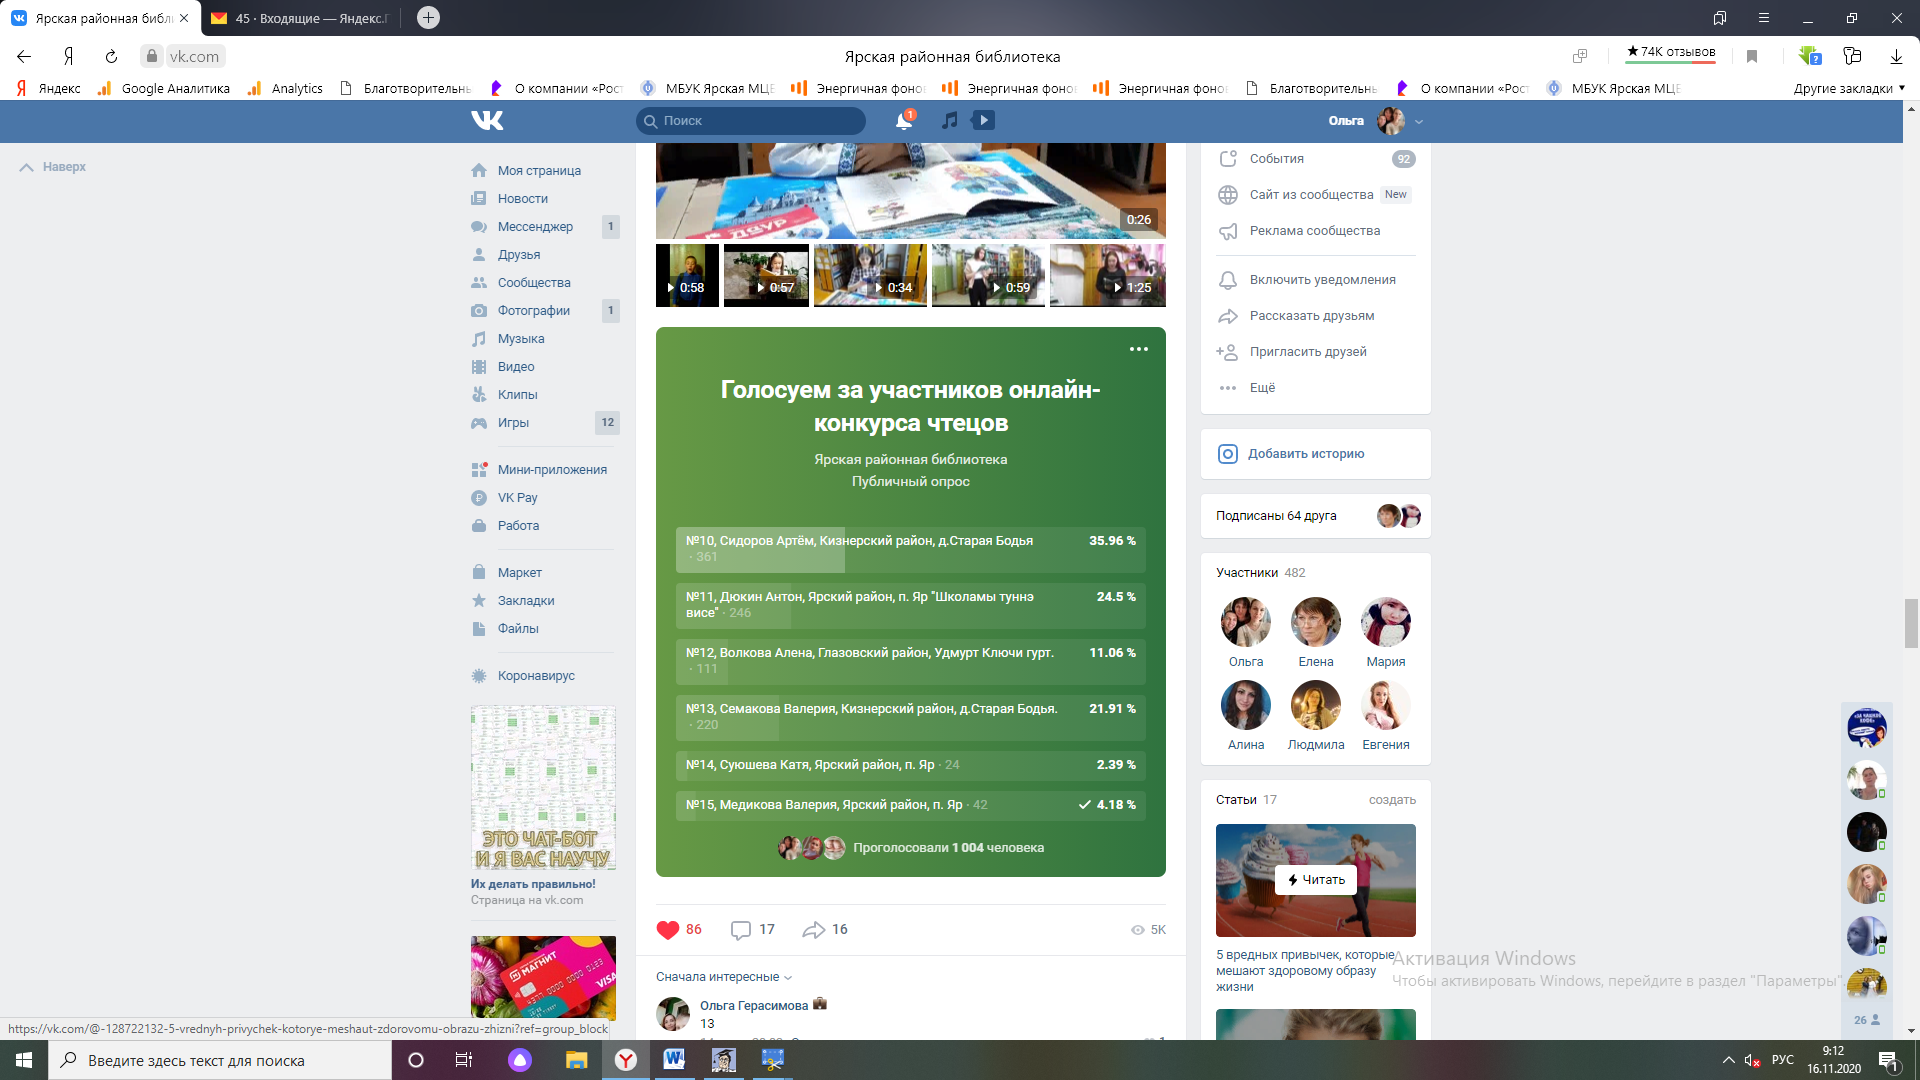 Ярская районная библ
45 · Входящие — Яндекс.П
vk.com
Ярская районная библиотека
★ 74K отзывов
Яндекс
Google Аналитика
Analytics
Благотворительнь
О компании «Рост
МБУК Ярская МЦБ
Энергичная фоно
Энергичная фоно
Энергичная фоно
Благотворительнь
О компании «Рост
МБУК Ярская МЦБ
Другие закладки
Поиск
1
Ольга
Наверх
Моя страница
Новости
Мессенджер 1
Друзья
Сообщества
Фотографии 1
Музыка
Видео
Клипы
Игры 12
Мини-приложения
VK Pay
Работа
Маркет
Закладки
Файлы
Коронавирус
ЭТО ЧАТ-БОТ
И Я ВАС НАУЧУ
Их делать правильно!
Страница на vk.com
МАГНИТ
VISA
0:26
0:58
0:57
0:34
0:59
1:25
Голосуем за участников онлайн-
конкурса чтецов
Ярская районная библиотека
Публичный опрос
№10, Сидоров Артём, Кизнерский район, д.Старая Бодья 35.96 %
· 361
№11, Дюкин Антон, Ярский район, п. Яр "Школамы туннэ 24.5 %
висе" · 246
№12, Волкова Алена, Глазовский район, Удмурт Ключи гурт. 11.06 %
· 111
№13, Семакова Валерия, Кизнерский район, д.Старая Бодья. 21.91 %
· 220
№14, Суюшева Катя, Ярский район, п. Яр · 24 2.39 %
№15, Медикова Валерия, Ярский район, п. Яр · 42 4.18 %
Проголосовали 1 004 человека
86 17 16 5K
Сначала интересные
Ольга Герасимова
13
События 92
Сайт из сообщества New
Реклама сообщества
Включить уведомления
Рассказать друзьям
Пригласить друзей
Ещё
Добавить историю
Подписаны 64 друга
Участники 482
Ольга Елена Мария
Алина Людмила Евгения
Статьи 17 создать
Читать
5 вредных привычек, которые
мешают здоровому образу
жизни
Активация Windows
Чтобы активировать Windows, перейдите в раздел "Параметры".
26
https://vk.com/@-128722132-5-vrednyh-privychek-kotorye-meshaut-zdorovomu-obrazu-zhizni?ref=group_block
Введите здесь текст для поиска
РУС
9:12
16.11.2020
1